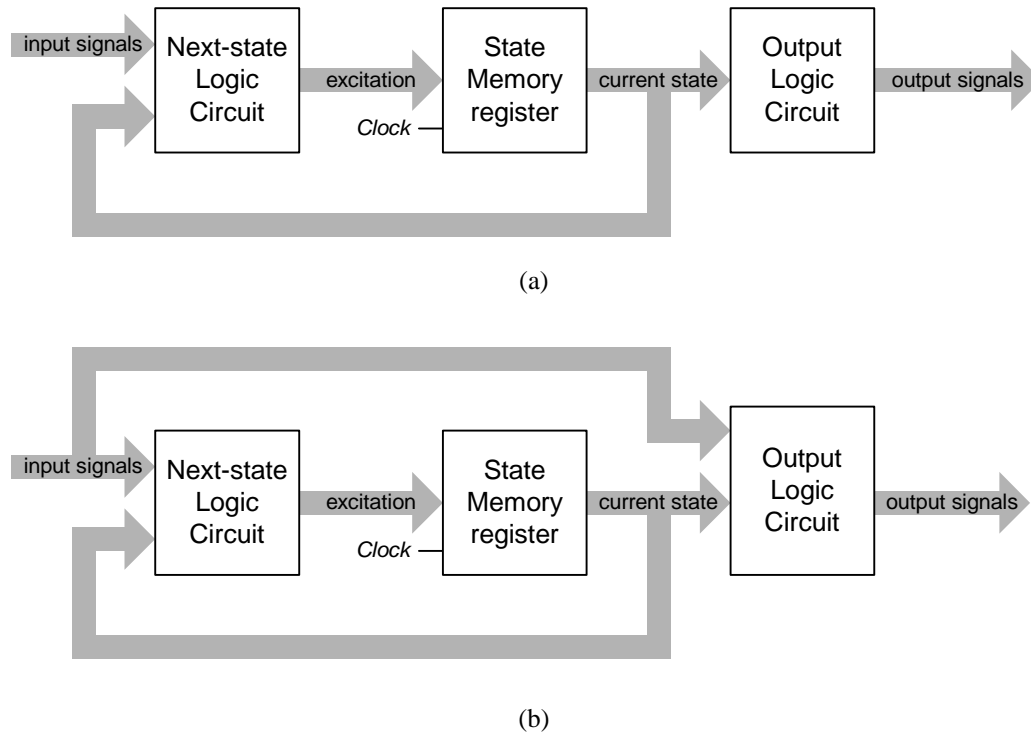 input signals
Next-state
Logic
Circuit
excitation
Clock
State
Memory
register
current state
Output
Logic
Circuit
output signals
(a)
input signals
Next-state
Logic
Circuit
excitation
Clock
State
Memory
register
current state
Output
Logic
Circuit
output signals
(b)